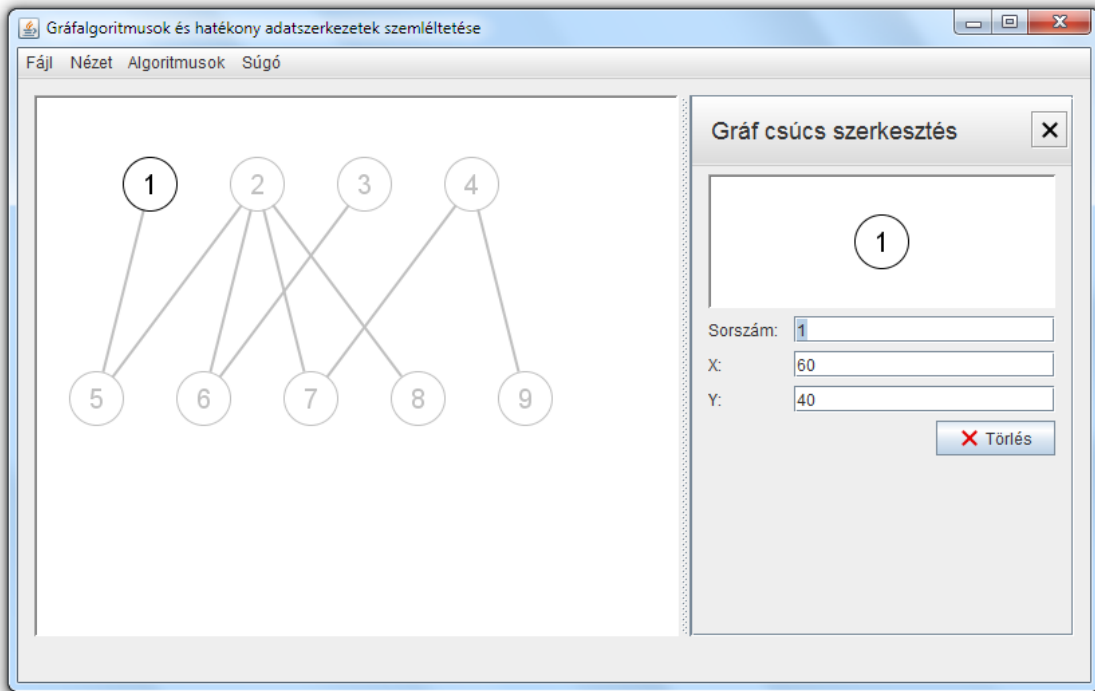 Gráfalgoritmusok és hatékony adatszerkezetek szemléltetése
Fájl Nézet Algoritmusok Súgó
1 2 3 4
5 6 7 8 9
Gráf csúcs szerkesztés
1
Sorszám: 1
X: 60
Y: 40
Törlés